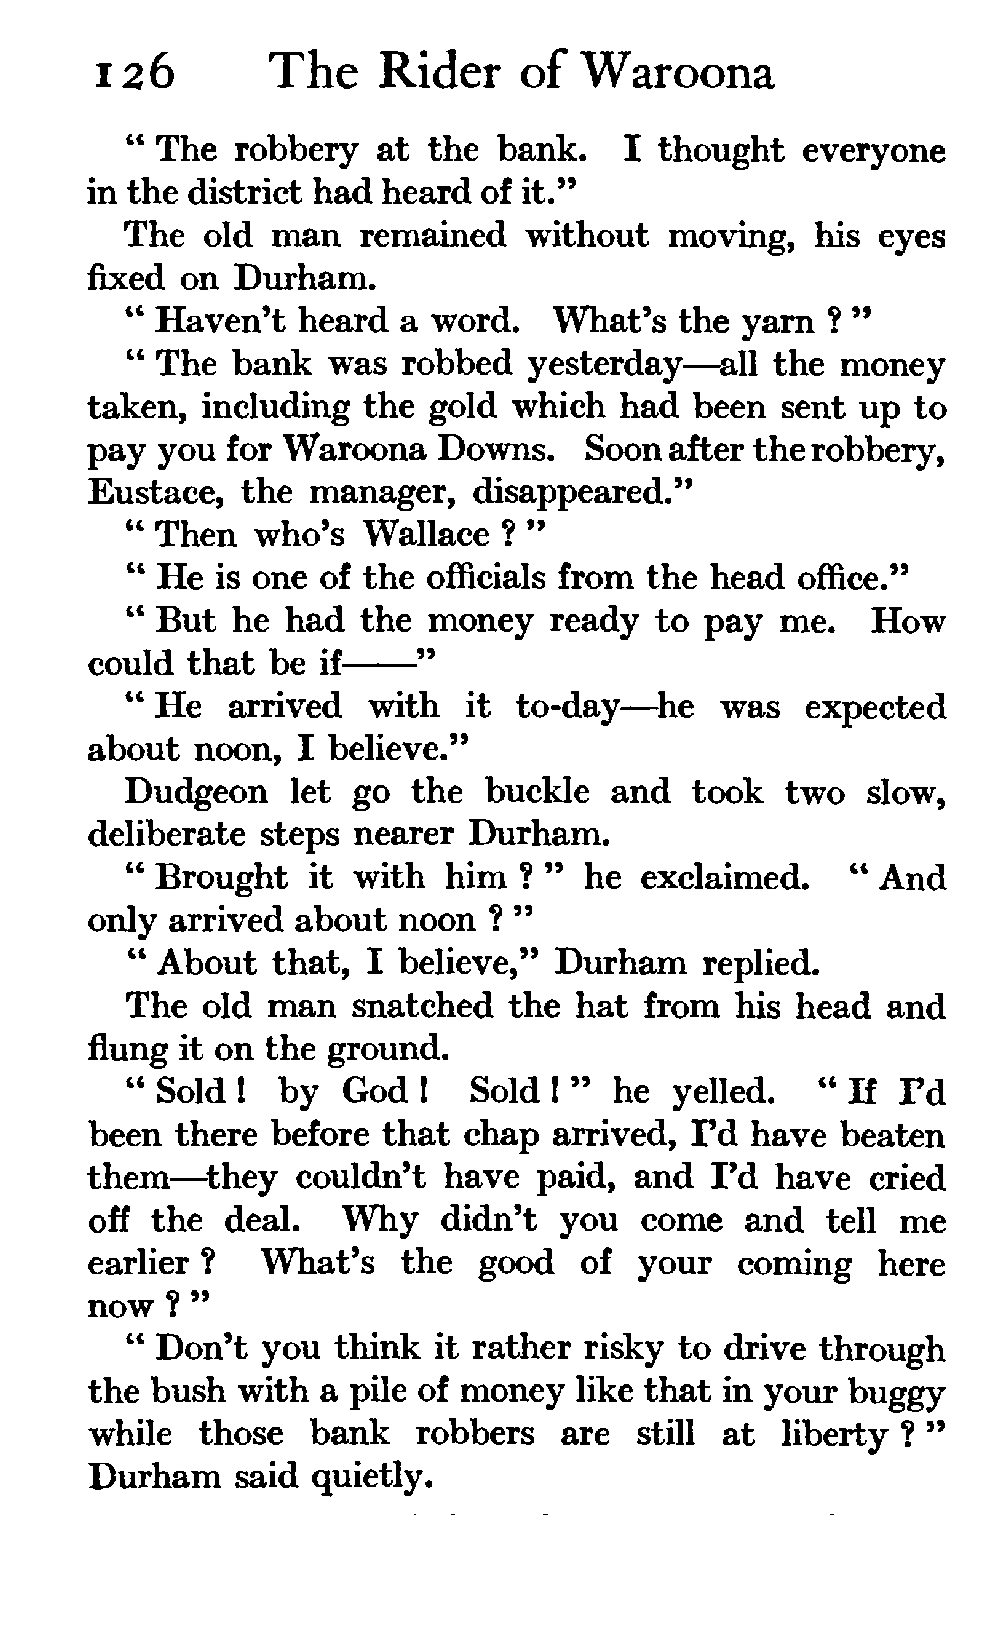 126 The Rider of Waroona
“ The robbery at the bank. I thought everyone
in the district had heard of it.”
The old man remained without moving, his eyes
fixed on Durham.
“ Haven’t heard a word. What’s the yarn ? ”
“ The bank was robbed yesterday—all the money
taken, including the gold which had been sent up to
pay you for Waroona Downs. Soon after the robbery,
Eustace, the manager, disappeared.”
“ Then who’s Wallace ? ”
“ He is one of the officials from the head office.”
“ But he had the money ready to pay me. How
could that be if——”
“ He arrived with it to-day—he was expected
about noon, I believe.”
Dudgeon let go the buckle and took two slow,
deliberate steps nearer Durham.
“ Brought it with him ? ” he exclaimed. “ And
only arrived about noon ? ”
“ About that, I believe,” Durham replied.
The old man snatched the hat from his head and
flung it on the ground.
“ Sold ! by God ! Sold ! ” he yelled. “ If I’d
been there before that chap arrived, I’d have beaten
them—they couldn’t have paid, and I’d have cried
off the deal. Why didn’t you come and tell me
earlier ? What’s the good of your coming here
now ? ”
“ Don’t you think it rather risky to drive through
the bush with a pile of money like that in your buggy
while those bank robbers are still at liberty ? ”
Durham said quietly.